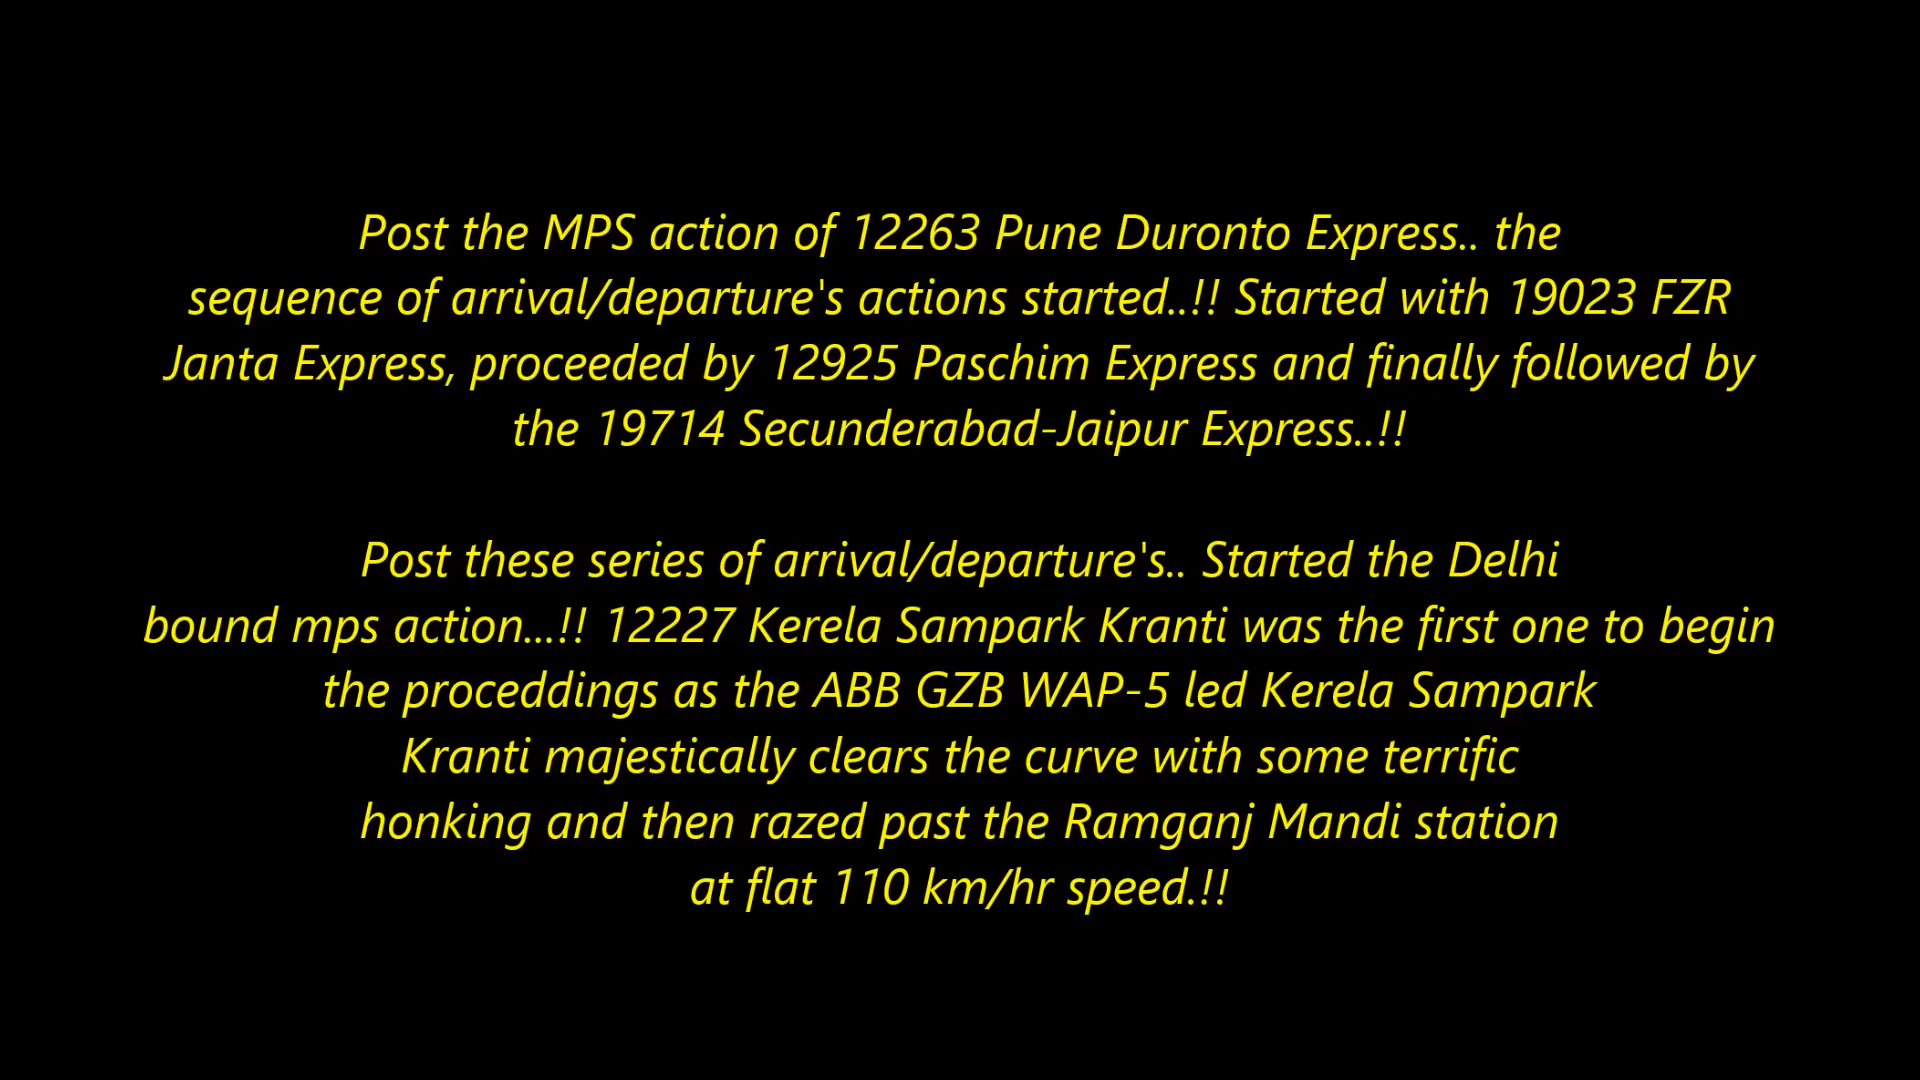 Post the MPS action of 12263 Pune Duronto Express.. the
sequence of arrival/departure's actions started..!! Started with 19023 FZR
Janta Express, proceeded by 12925 Paschim Express and finally followed by
the 19714 Secunderabad-Jaipur Express..!!
Post these series of arrival/departure's.. Started the Delhi
bound mps action...!! 12227 Kerela Sampark Kranti was the first one to begin
the proceddings as the ABB GZB WAP-5 led Kerela Sampark
Kranti majestically clears the curve with some terrific
honking and then razed past the Ramganj Mandi station
at flat 110 km/hr speed.!!